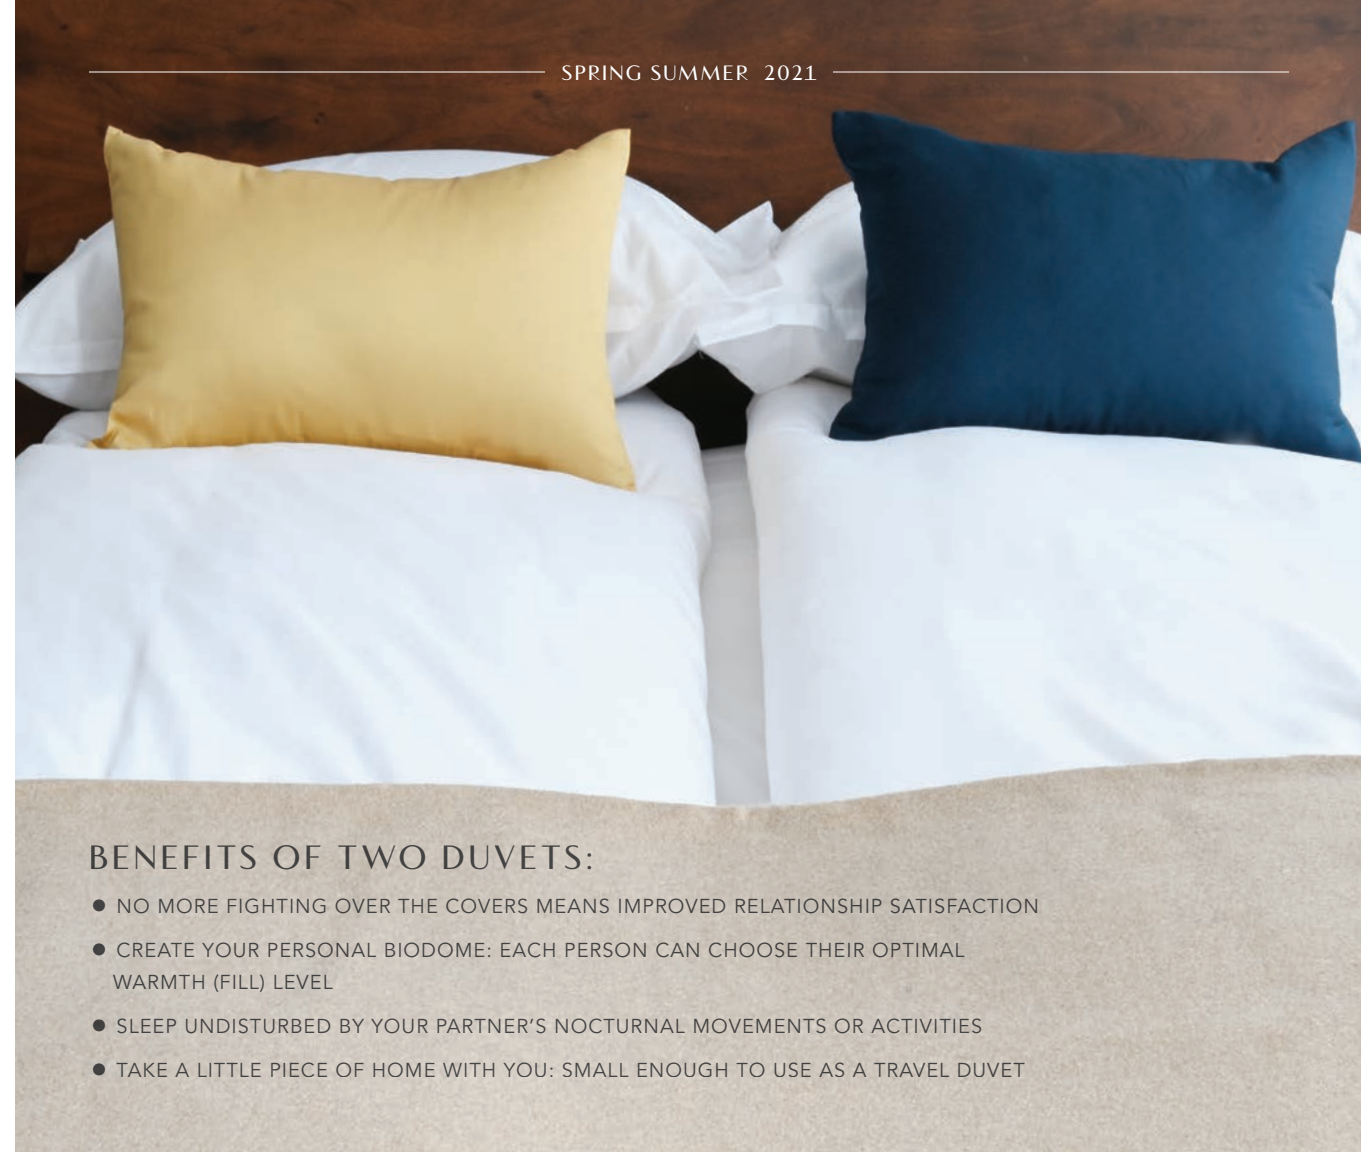 SPRING SUMMER 2021
BENEFITS OF TWO DUVETS:
● NO MORE FIGHTING OVER THE COVERS MEANS IMPROVED RELATIONSHIP SATISFACTION
● CREATE YOUR PERSONAL BIODOME: EACH PERSON CAN CHOOSE THEIR OPTIMAL
WARMTH (FILL) LEVEL
● SLEEP UNDISTURBED BY YOUR PARTNER’S NOCTURNAL MOVEMENTS OR ACTIVITIES
● TAKE A LITTLE PIECE OF HOME WITH YOU: SMALL ENOUGH TO USE AS A TRAVEL DUVET